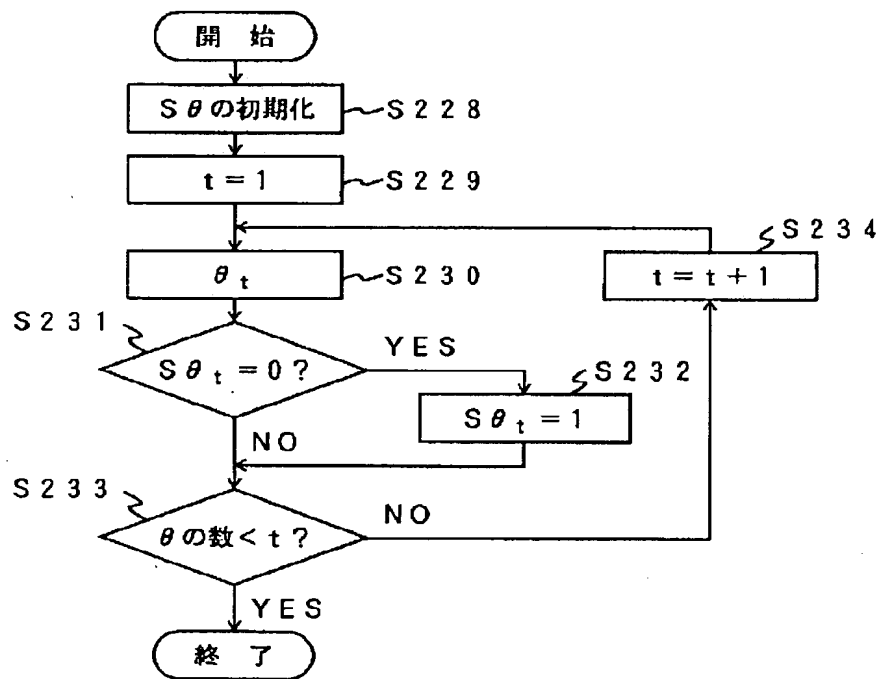 開 始
Sθの初期化
S228
t=1
S229
S234
t=t+1
θt
S230
S231
Sθt=0?
YES
S232
Sθt=1
NO
S233
θの数<t?
NO
YES
終 了